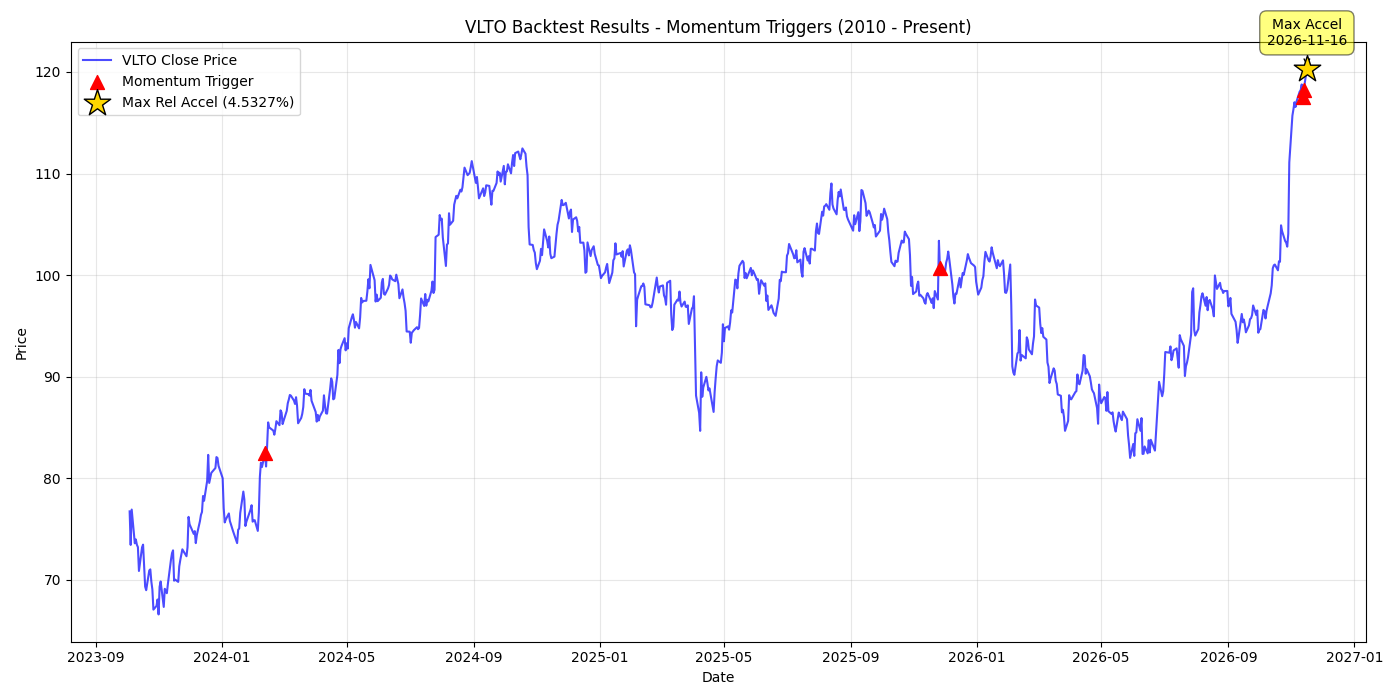 VLTO Backtest Results - Momentum Triggers (2010 - Present)
Max Accel
2026-11-16
VLTO Close Price
Momentum Trigger
Max Rel Accel (4.5327%)
Price
120
110
100
90
80
70
2023-09
2024-01
2024-05
2024-09
2025-01
2025-05
2025-09
2026-01
2026-05
2026-09
2027-01
Date